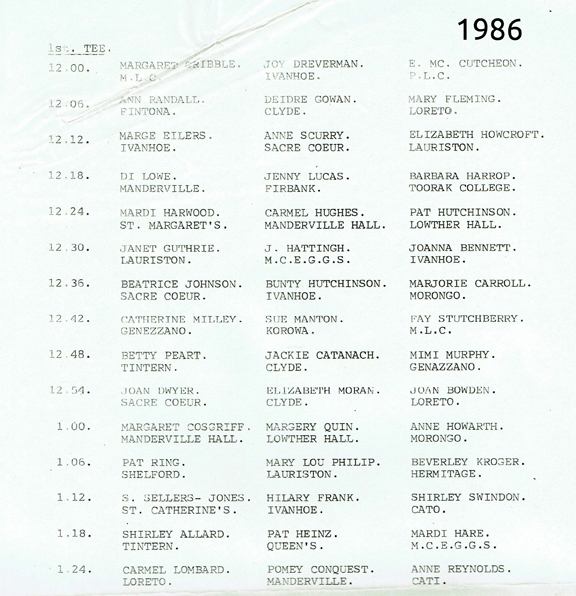 1986
1st. TEE.
12.00. MARGARET GRIBBLE. JOY DREVERMAN. E. MC. CUTCHEON.
M.L.C. IVANHOE. P.L.C.
12.06. ANN RANDALL. DEIDRE GOWAN. MARY FLEMING.
FINTONA. CLYDE. LORETO.
12.12. MARGE EILERS. ANNE SCURRY. ELIZABETH HOWCROFT.
IVANHOE. SACRE COEUR. LAURISTON.
12.18. DI LOWE. JENNY LUCAS. BARBARA HARROP.
MANDERVILLE. FIRBANK. TOORAK COLLEGE.
12.24. MARDI HARWOOD. CARMEL HUGHES. PAT HUTCHINSON.
ST. MARGARET'S. MANDERVILLE HALL. LOWTHER HALL.
12.30. JANET GUTHRIE. J. HATTINGH. JOANNA BENNETT.
LAURISTON. M.C.E.G.G.S. IVANHOE.
12.36. BEATRICE JOHNSON. BUNTY HUTCHINSON. MARJORIE CARROLL.
SACRE COEUR. IVANHOE. MORONGO.
12.42. CATHERINE MILLEY. SUE MANTON. FAY STUTCHBERRY.
GENEZZANO. KOROWA. M.L.C.
12.48. BETTY PEART. JACKIE CATANACH. MIMI MURPHY.
TINTERN. CLYDE. GENAZZANO.
12.54. JOAN DWYER. ELIZABETH MORAN. JOAN BOWDEN.
SACRE COEUR. CLYDE. LORETO.
1.00. MARGARET COSGRIFF. MARGERY QUIN. ANNE HOWARTH.
MANDERVILLE HALL. LOWTHER HALL. MORONGO.
1.06. PAT RING. MARY LOU PHILIP. BEVERLEY KROGER.
SHELFORD. LAURISTON. HERMITAGE.
1.12. S. SELLERS- JONES. HILARY FRANK. SHIRLEY SWINDON.
ST. CATHERINE'S. IVANHOE. CATO.
1.18. SHIRLEY ALLARD. PAT HEINZ. MARDI HARE.
TINTERN. QUEEN'S. M.C.E.G.G.S.
1.24. CARMEL LOMBARD. POMEY CONQUEST. ANNE REYNOLDS.
LORETO. MANDERVILLE. CATI.